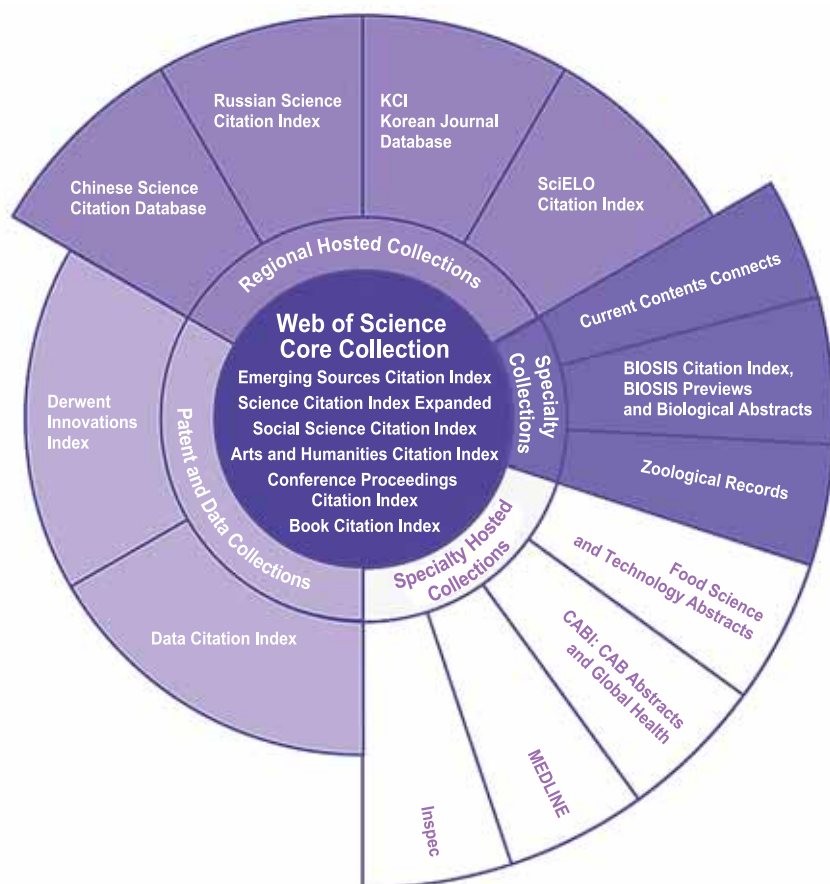 Web of Science
Core Collection
Emerging Sources Citation Index
Science Citation Index Expanded
Social Science Citation Index
Arts and Humanities Citation Index
Conference Proceedings
Citation Index
Book Citation Index
Regional Hosted Collections
Chinese Science
Citation Database
Russian Science
Citation Index
KCI
Korean Journal
Database
SciELO
Citation Index
Specialty
Collections
Current Contents Connects
BIOSIS Citation Index,
BIOSIS Previews
and Biological Abstracts
Zoological Records
Specialty Hosted
Collections
Food Science
and Technology Abstracts
CABI: CAB Abstracts
and Global Health
MEDLINE
Inspec
Patent and Data Collections
Data Citation Index
Derwent
Innovations
Index